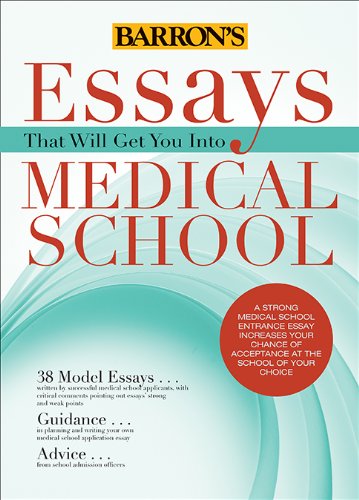 BARRON'S
Essays
That Will Get You Into
MEDICAL
SCHOOL
A STRONG
MEDICAL SCHOOL
ENTRANCE ESSAY
INCREASES YOUR
CHANCE OF
ACCEPTANCE AT THE
SCHOOL OF YOUR
CHOICE
38 Model Essays . . .
written by successful medical school applicants, with
critical comments pointing out essays' strong
and weak points
Guidance . . .
in planning and writing your own
medical school application essay
Advice . . .
from school admission officers